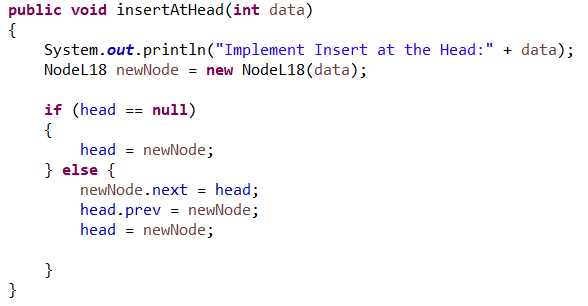 public void insertAtHead(int data)
{
    System.out.println("Implement Insert at the Head:" + data);
    NodeL18 newNode = new NodeL18(data);

    if (head == null)
    {
        head = newNode;
    } else {
        newNode.next = head;
        head.prev = newNode;
        head = newNode;

    }
}